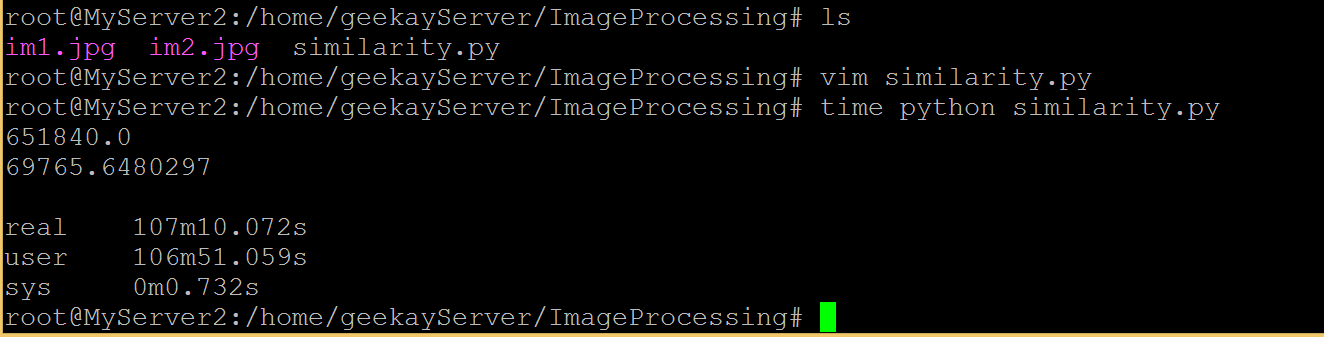 root@MyServer2:/home/geekayServer/ImageProcessing# ls
im1.jpg  im2.jpg  similarity.py
root@MyServer2:/home/geekayServer/ImageProcessing# vim similarity.py
root@MyServer2:/home/geekayServer/ImageProcessing# time python similarity.py
651840.0
69765.6480297
real    107m10.072s
user    106m51.059s
sys     0m0.732s
root@MyServer2:/home/geekayServer/ImageProcessing#